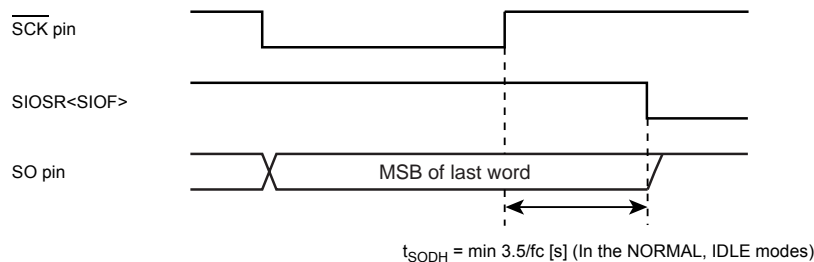 SCK pin
SIOSR<SIOF>
SO pin
MSB of last word
tSODH = min 3.5/fc [s] (In the NORMAL, IDLE modes)